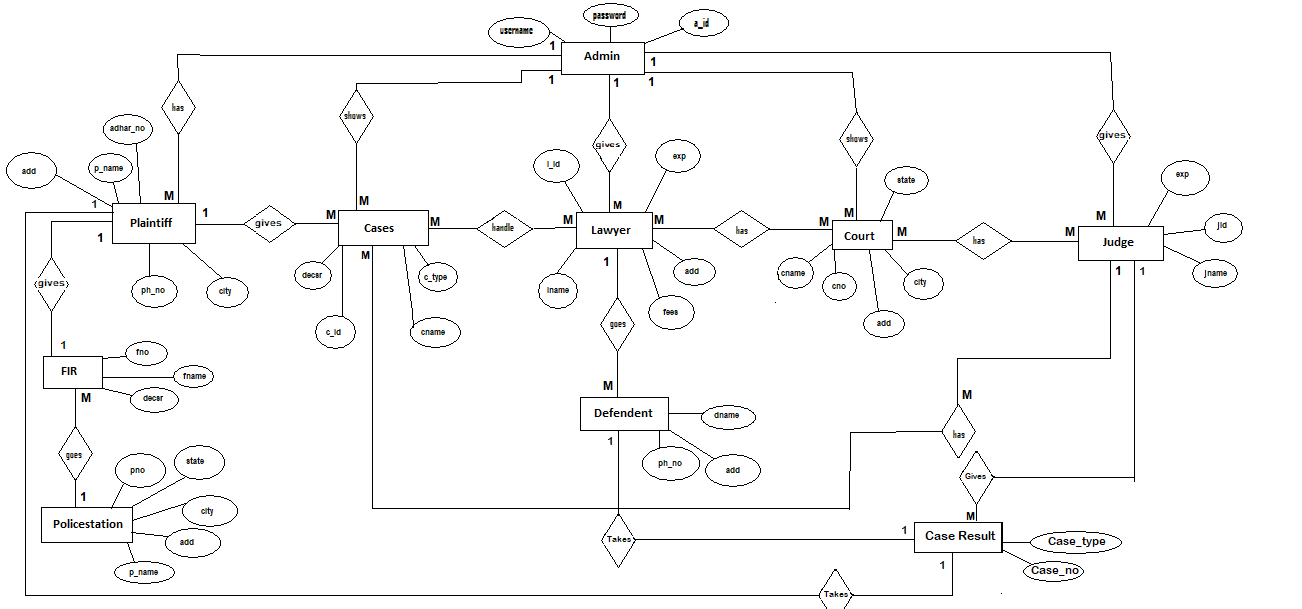 password
username
a_id
Admin
1
1
1
1
1
has
shows
gives
shows
gives
adhar_no
add
p_name
l_id
exp
state
exp
M
M
M
M
M
1
1
Plaintiff
1
gives
M
Cases
M
handle
M
Lawyer
M
has
M
Court
M
has
M
Judge
jid
jname
M
1
1
1
gives
ph_no
city
decsr
c_type
c_id
cname
lname
fees
add
cname
cno
add
city
goes
1
FIR
fno
fname
decsr
M
M
Defendent
dname
ph_no
add
1
M
has
goes
1
Policestation
pno
state
city
add
p_name
Gives
M
Takes
1
Case Result
Case_type
Case_no
1
Takes